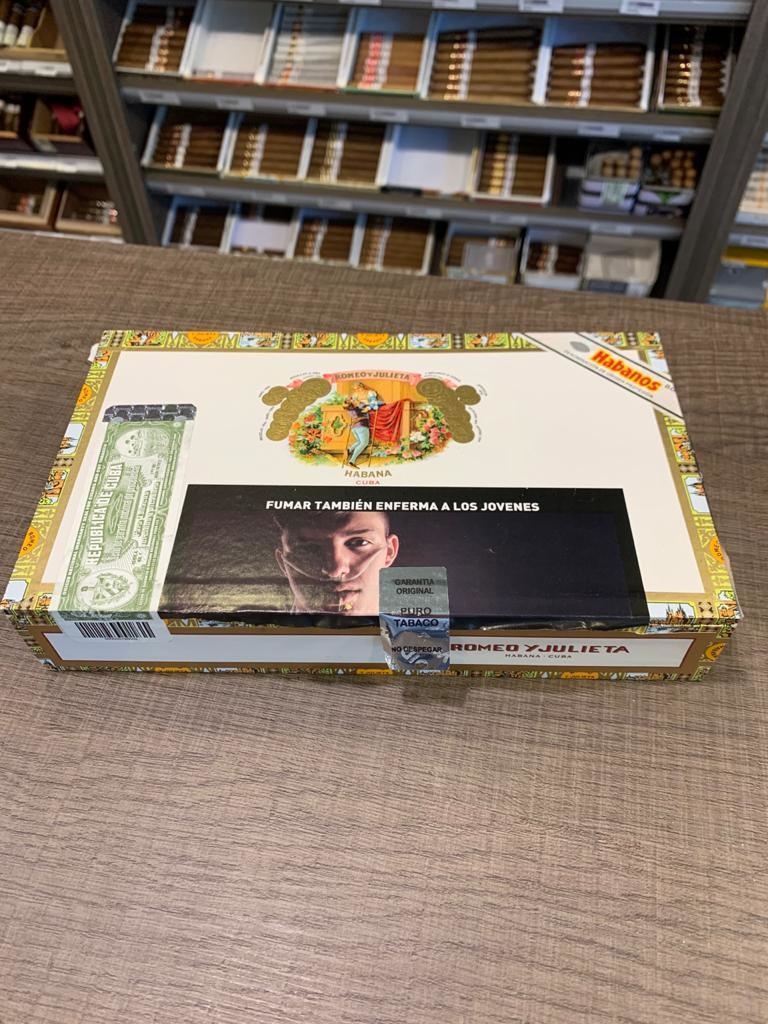 Habanos
ROMEO Y JULIETA
HABANA
CUBA
REPUBLICA DE CUBA
FUMAR TAMBIÉN ENFERMA A LOS JOVENES
GARANTIA
ORIGINAL
PURO
TABACO
NO DESPEGAR
ROMEO Y JULIETA
HABANA · CUBA